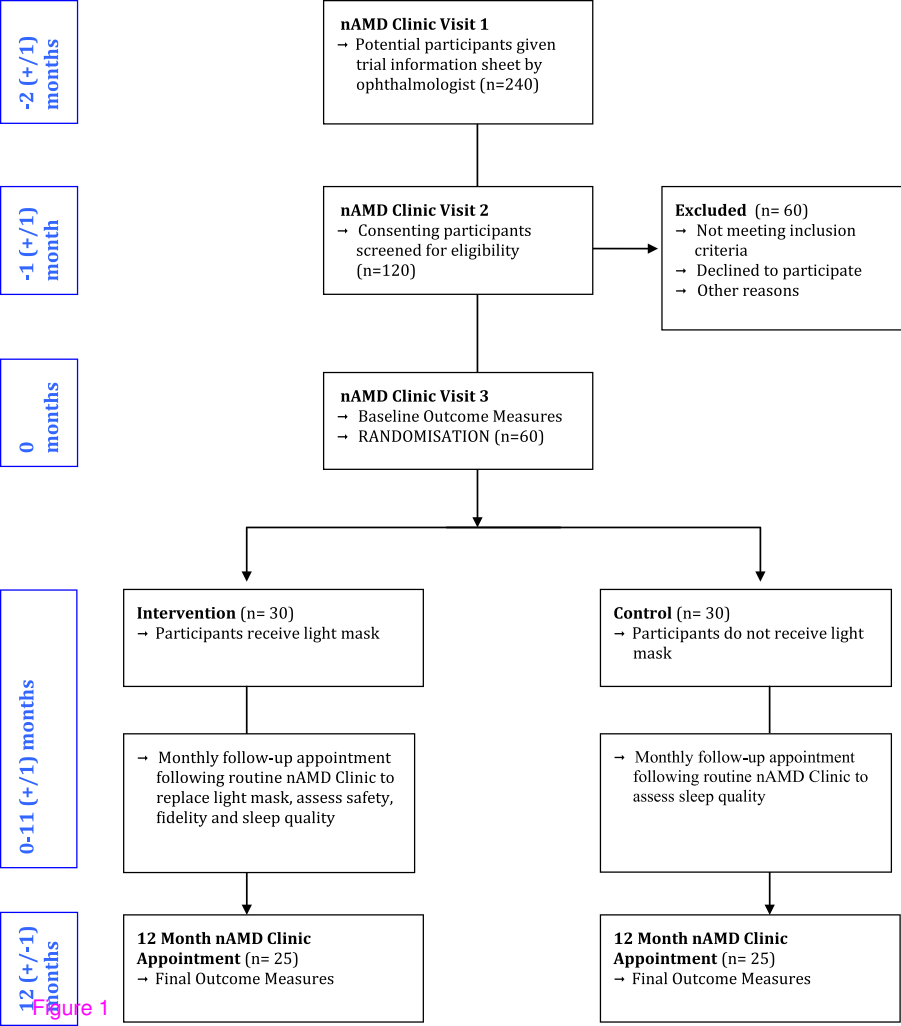 -2 (+/1)
months
nAMD Clinic Visit 1
→ Potential participants given
trial information sheet by
ophthalmologist (n=240)
-1 (+/1)
month
nAMD Clinic Visit 2
→ Consenting participants
screened for eligibility
(n=120)
Excluded (n= 60)
→ Not meeting inclusion
criteria
→ Declined to participate
→ Other reasons
0
months
nAMD Clinic Visit 3
→ Baseline Outcome Measures
→ RANDOMISATION (n=60)
0-11 (+/1) months
Intervention (n= 30)
→ Participants receive light mask
Control (n= 30)
→ Participants do not receive light
mask
→ Monthly follow-up appointment
following routine nAMD Clinic to
replace light mask, assess safety,
fidelity and sleep quality
→ Monthly follow-up appointment
following routine nAMD Clinic to
assess sleep quality
12 (+/-1)
months
12 Month nAMD Clinic
Appointment (n= 25)
→ Final Outcome Measures
12 Month nAMD Clinic
Appointment (n= 25)
→ Final Outcome Measures
Figure 1